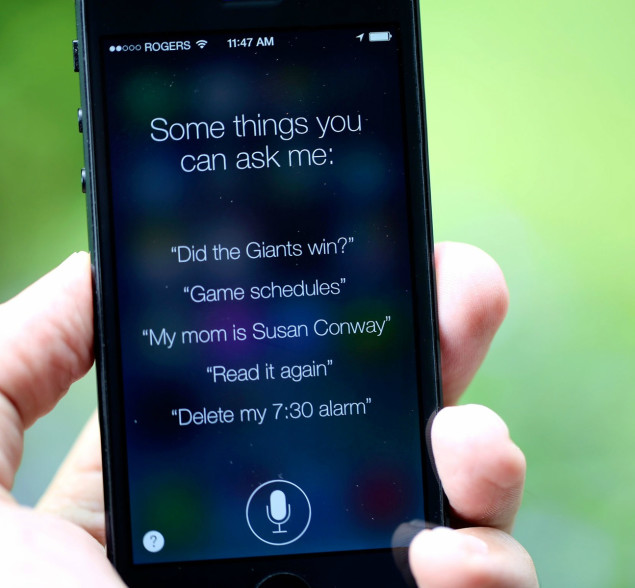 ROGERS 11:47 AM
Some things you
can ask me:
“Did the Giants win?”
“Game schedules”
“My mom is Susan Conway”
“Read it again”
“Delete my 7:30 alarm”
?